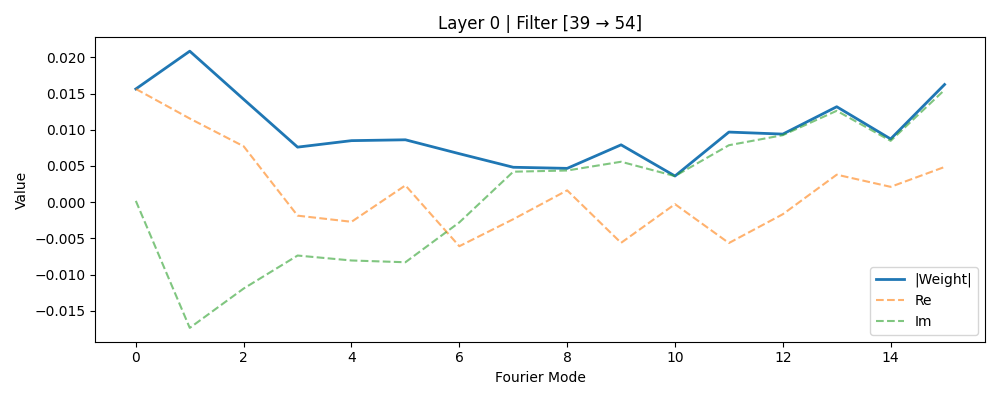 Layer 0 | Filter [39 → 54]
Value
0.020
0.015
0.010
0.005
0.000
−0.005
−0.010
−0.015
|Weight|
Re
Im
0 2 4 6 8 10 12 14
Fourier Mode